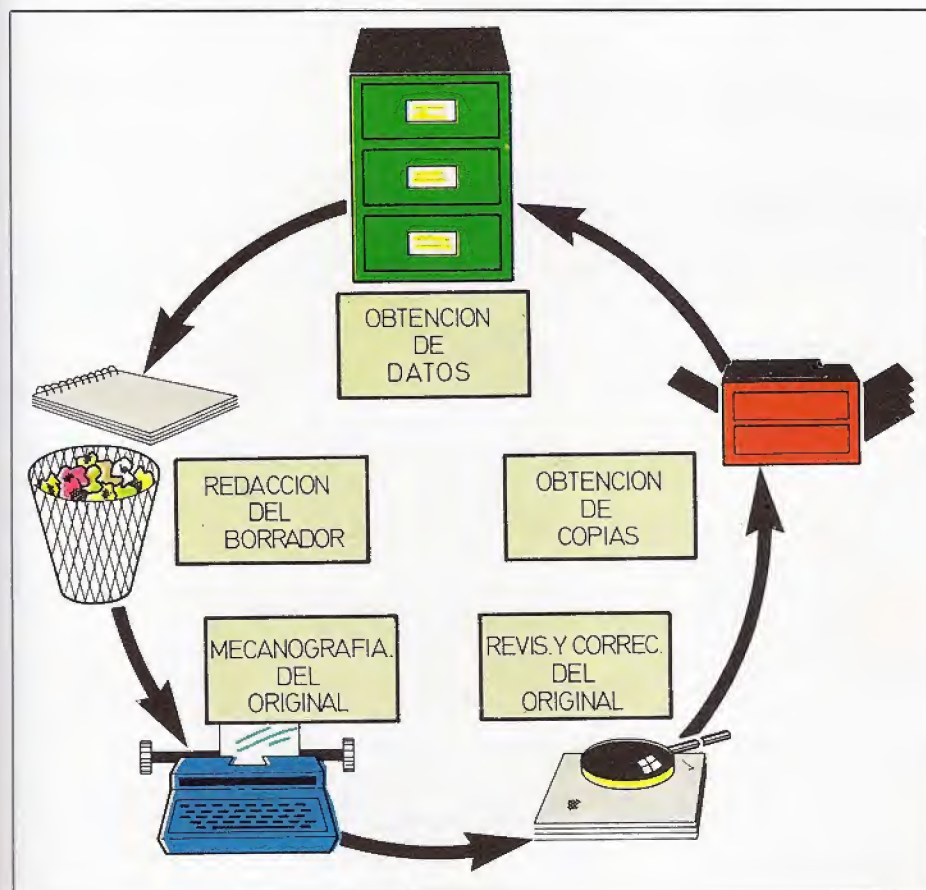 OBTENCION
DE
DATOS
REDACCION
DEL
BORRADOR
OBTENCION
DE
COPIAS
MECANOGRAFIA.
DEL
ORIGINAL
REVIS.Y CORREC.
DEL
ORIGINAL